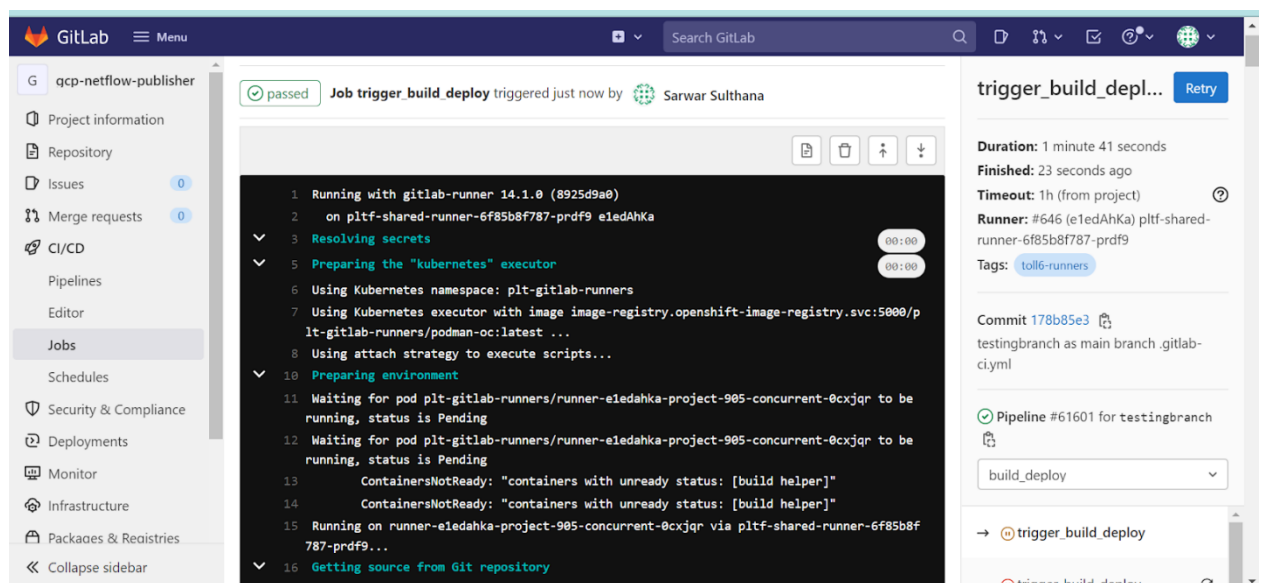 GitLab
Menu
Search GitLab
G
qcp-netflow-publisher
Project information
Repository
Issues 0
Merge requests 0
CI/CD
Pipelines
Editor
Jobs
Schedules
Security & Compliance
Deployments
Monitor
Infrastructure
Packages & Registries
Collapse sidebar
passed Job trigger_build_deploy triggered just now by Sarwar Sulthana
1 Running with gitlab-runner 14.1.0 (8925d9a0)
2 on pltf-shared-runner-6f85b8f787-prdf9 e1edAhKa
3 Resolving secrets 00:00
5 Preparing the "kubernetes" executor 00:00
6 Using Kubernetes namespace: plt-gitlab-runners
7 Using Kubernetes executor with image image-registry.openshift-image-registry.svc:5000/p
lt-gitlab-runners/podman-oc:latest ...
8 Using attach strategy to execute scripts...
10 Preparing environment
11 Waiting for pod plt-gitlab-runners/runner-e1edahka-project-905-concurrent-0cxjqr to be
running, status is Pending
12 Waiting for pod plt-gitlab-runners/runner-e1edahka-project-905-concurrent-0cxjqr to be
running, status is Pending
13 ContainersNotReady: "containers with unready status: [build helper]"
14 ContainersNotReady: "containers with unready status: [build helper]"
15 Running on runner-e1edahka-project-905-concurrent-0cxjqr via pltf-shared-runner-6f85b8f
787-prdf9...
16 Getting source from Git repository
trigger_build_depl... Retry
Duration: 1 minute 41 seconds
Finished: 23 seconds ago
Timeout: 1h (from project)
Runner: #646 (e1edAhKa) pltf-shared-
runner-6f85b8f787-prdf9
Tags: toll6-runners
Commit 178b85e3
testingbranch as main branch .gitlab-
ci.yml
Pipeline #61601 for testingbranch
build_deploy
→ trigger_build_deploy
trigger_build_deploy